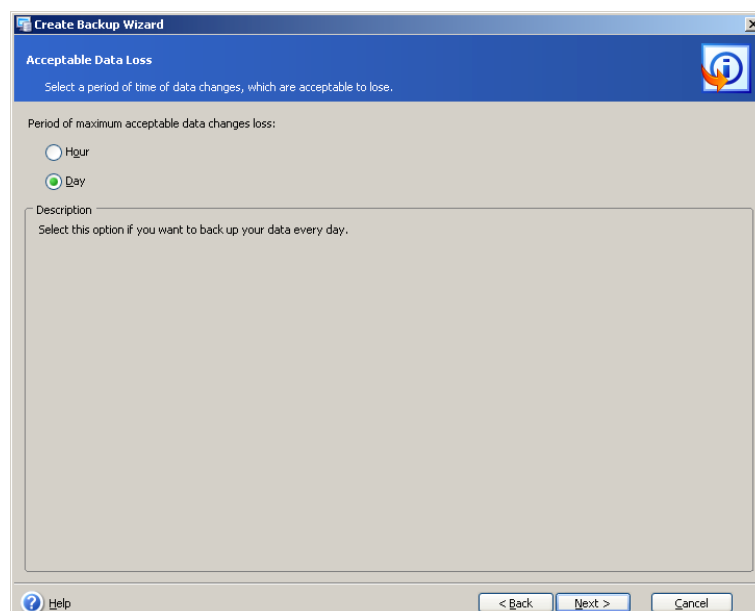 Create Backup Wizard
Acceptable Data Loss
Select a period of time of data changes, which are acceptable to lose.
Period of maximum acceptable data changes loss:
Hour
Day
Description
Select this option if you want to back up your data every day.
Help
< Back
Next >
Cancel